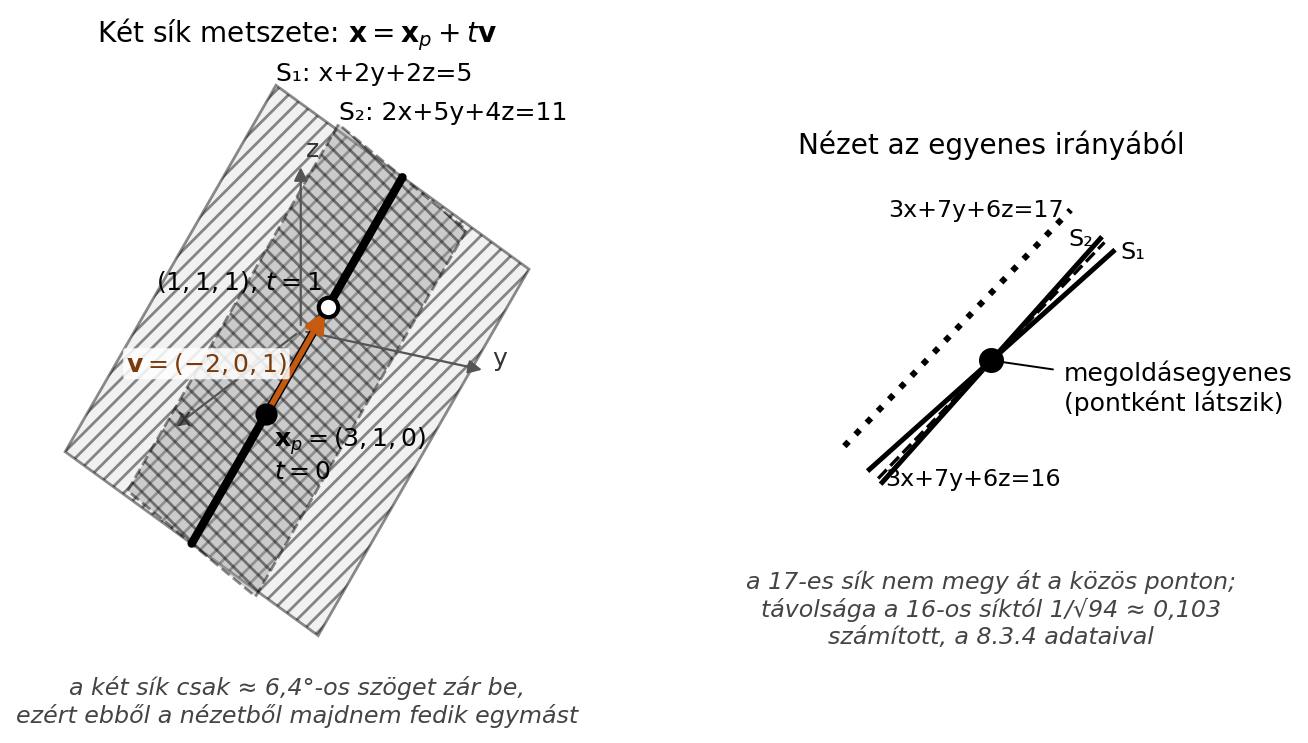 Két sík metszete: x = xₚ + tv
S₁: x+2y+2z=5
S₂: 2x+5y+4z=11
z
(1, 1, 1), t = 1
y
v = (−2, 0, 1)
x
xₚ = (3, 1, 0)
t = 0
a két sík csak ≈ 6,4°-os szöget zár be,
ezért ebből a nézetből majdnem fedik egymást
Nézet az egyenes irányából
3x+7y+6z=17
S₂
S₁
megoldásegyenes
(pontként látszik)
3x+7y+6z=16
a 17-es sík nem megy át a közös ponton;
távolsága a 16-os síktól 1/√94 ≈ 0,103
számított, a 8.3.4 adataival